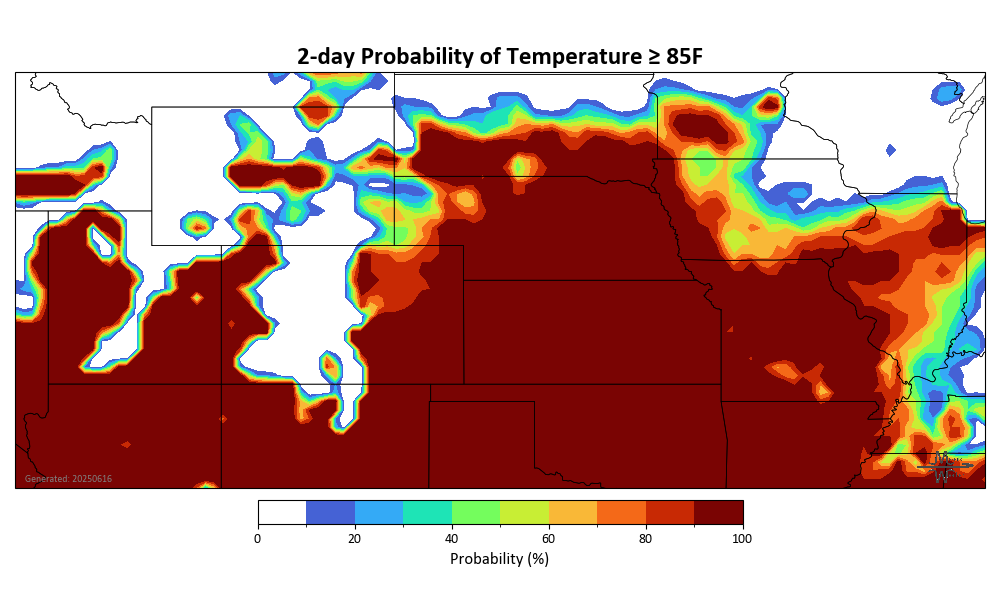 2-day Probability of Temperature ≥ 85F
Generated: 20250616
0 20 40 60 80 100
Probability (%)